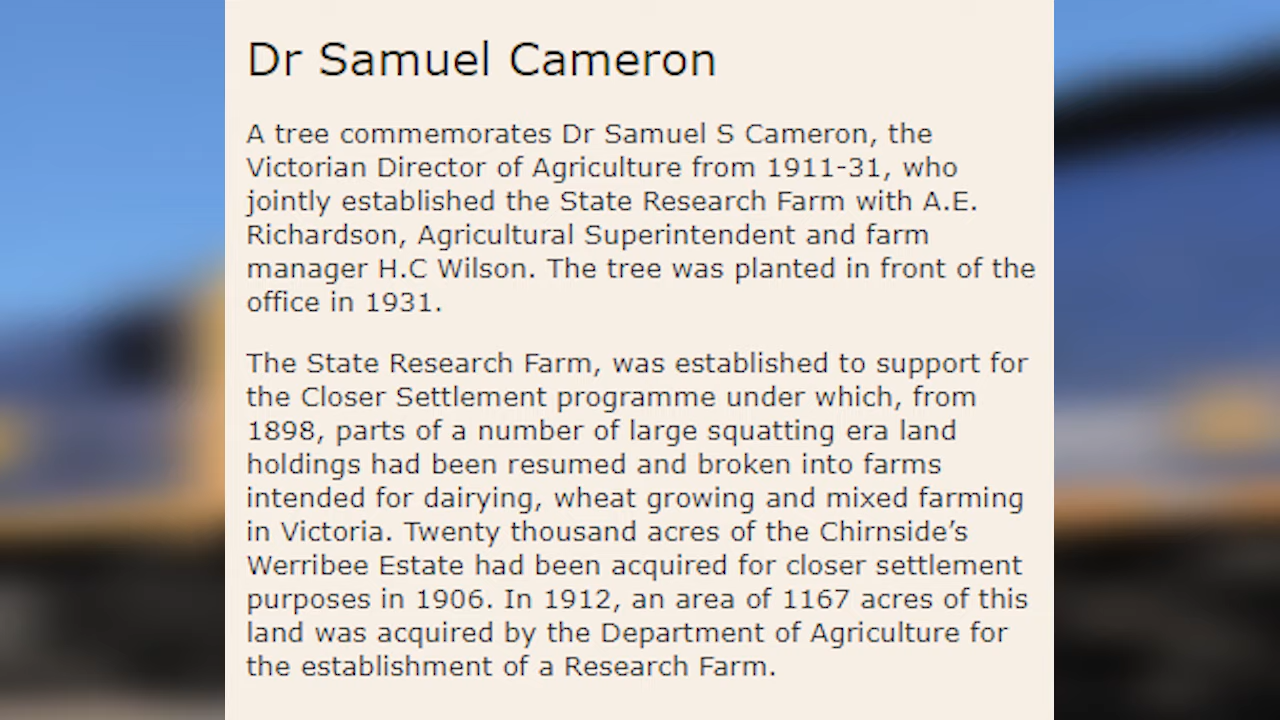 Dr Samuel Cameron
A tree commemorates Dr Samuel S Cameron, the
Victorian Director of Agriculture from 1911-31, who
jointly established the State Research Farm with A.E.
Richardson, Agricultural Superintendent and farm
manager H.C Wilson. The tree was planted in front of the
office in 1931.
The State Research Farm, was established to support for
the Closer Settlement programme under which, from
1898, parts of a number of large squatting era land
holdings had been resumed and broken into farms
intended for dairying, wheat growing and mixed farming
in Victoria. Twenty thousand acres of the Chirnside’s
Werribee Estate had been acquired for closer settlement
purposes in 1906. In 1912, an area of 1167 acres of this
land was acquired by the Department of Agriculture for
the establishment of a Research Farm.